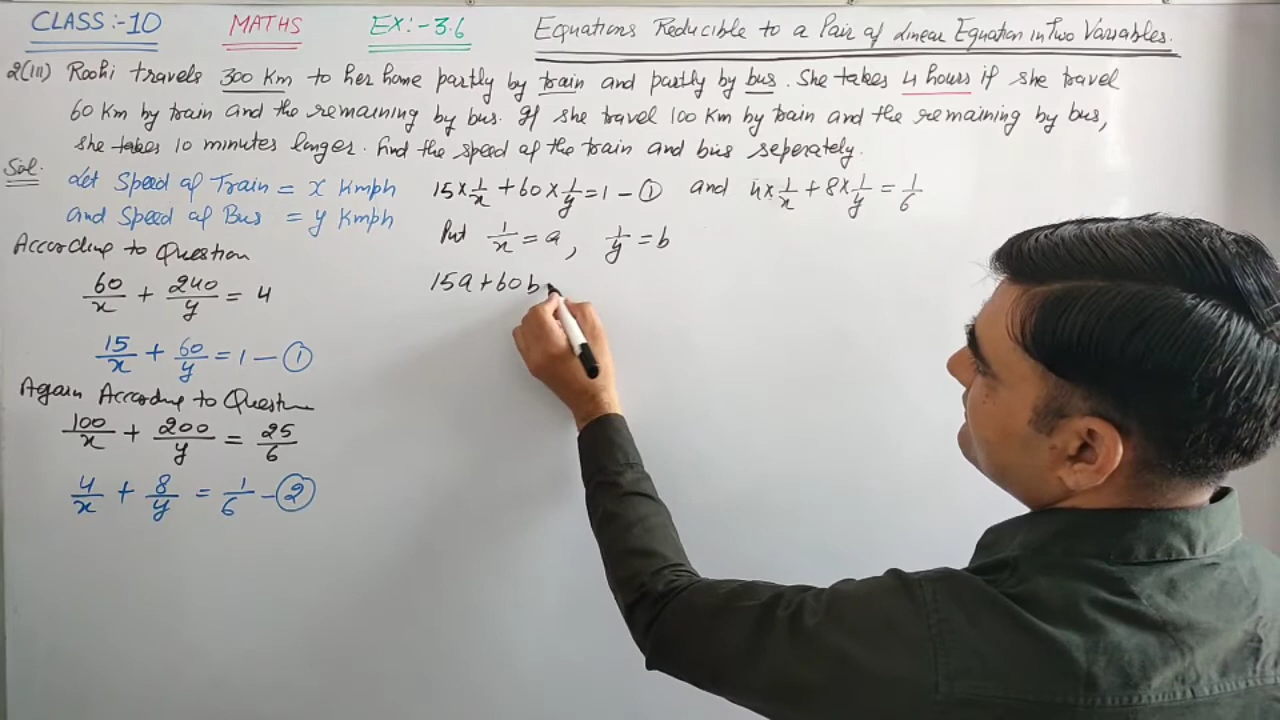 CLASS:-10 MATHS EX:-3.6 Equations Reducible to a Pair of Linear Equation in Two Variables.
2(iii) Roohi travels 300 Km to her home partly by train and partly by bus. She takes 4 hours if she travel
60 Km by train and the remaining by bus. If she travel 100 Km by train and the remaining by bus,
she takes 10 minutes longer. Find the speed of the train and bus seperately.
Sol. Let Speed of Train = x Kmph
and Speed of Bus = y Kmph
According to Question
60/x + 240/y = 4
15/x + 60/y = 1 – ①
Again According to Question
100/x + 200/y = 25/6
4/x + 8/y = 1/6 – ②
15 × 1/x + 60 × 1/y = 1 – ① and 4 × 1/x + 8 × 1/y = 1/6
Put 1/x = a, 1/y = b
15a + 60b